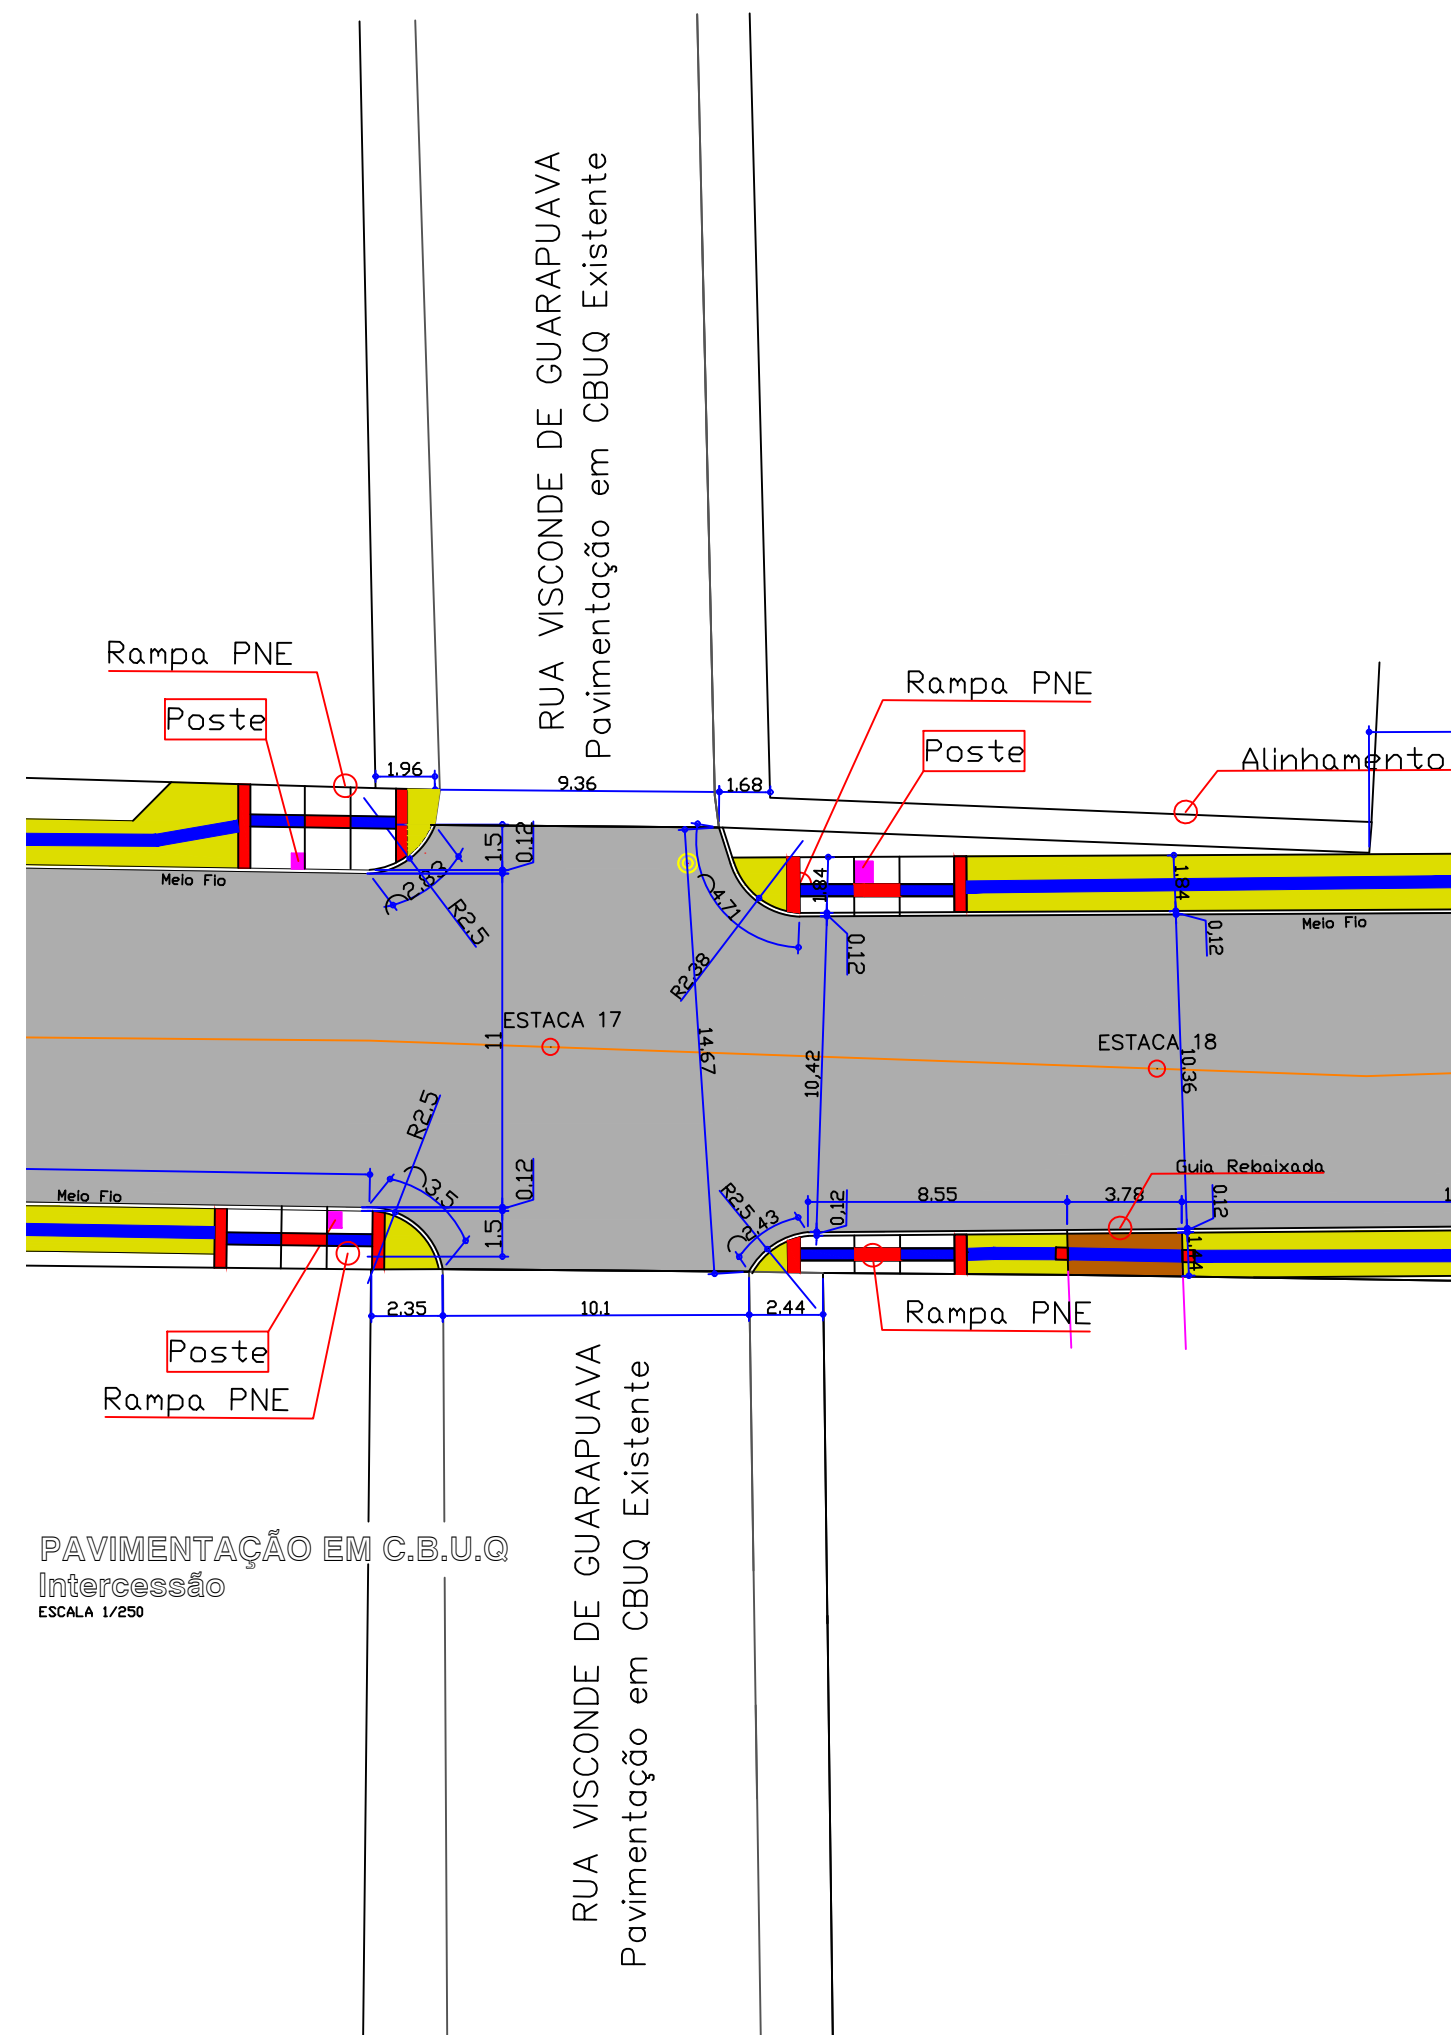 RUA VISCONDE DE GUARAPUAVA
Pavimentação em CBUQ Existente
Rampa PNE
Poste
Rampa PNE
Poste
Alinhamento
1.96
9.36
1.68
1.5
0.12
2.83
R2.5
Meio Fio
4.71
R2.38
1.84
0.12
1.84
0.12
Meio Fio
ESTACA 17
11
14.67
10.42
ESTACA 18
10.36
R2.5
3.5
0.12
1.5
Meio Fio
R2.5
0.12
8.55
3.78
Guia Rebaixada
0.12
1
1.44
2.35
10.1
2.44
Poste
Rampa PNE
Rampa PNE
RUA VISCONDE DE GUARAPUAVA
Pavimentação em CBUQ Existente
PAVIMENTAÇÃO EM C.B.U.Q
Intercessão
ESCALA 1/250